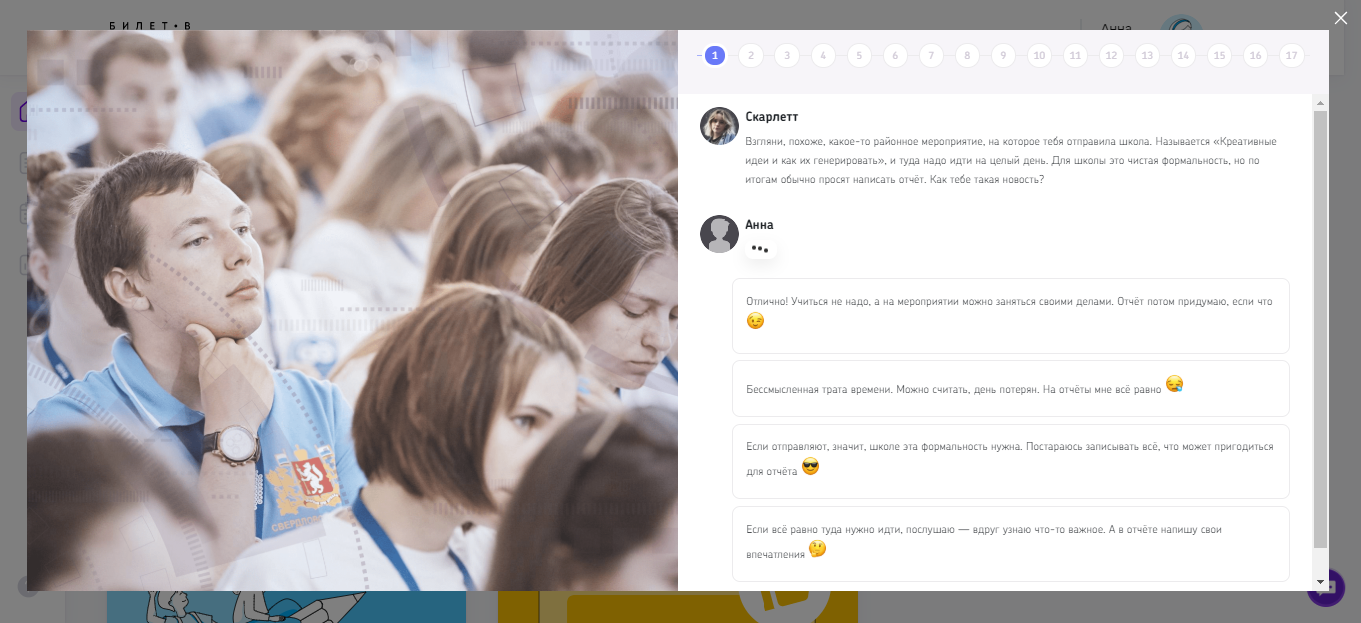 БИЛЕТ•В
Анна
1 2 3 4 5 6 7 8 9 10 11 12 13 14 15 16 17
Скарлетт
Взгляни, похоже, какое-то районное мероприятие, на которое тебя отправила школа. Называется «Креативные
идеи и как их генерировать», и туда надо идти на целый день. Для школы это чистая формальность, но по
итогам обычно просят написать отчёт. Как тебе такая новость?
Анна
Отлично! Учиться не надо, а на мероприятии можно заняться своими делами. Отчёт потом придумаю, если что
😉
Бессмысленная трата времени. Можно считать, день потерян. На отчёты мне всё равно 😪
Если отправляют, значит, школе эта формальность нужна. Постараюсь записывать всё, что может пригодиться
для отчёта 😎
Если всё равно туда нужно идти, послушаю — вдруг узнаю что-то важное. А в отчёте напишу свои
впечатления 🤔